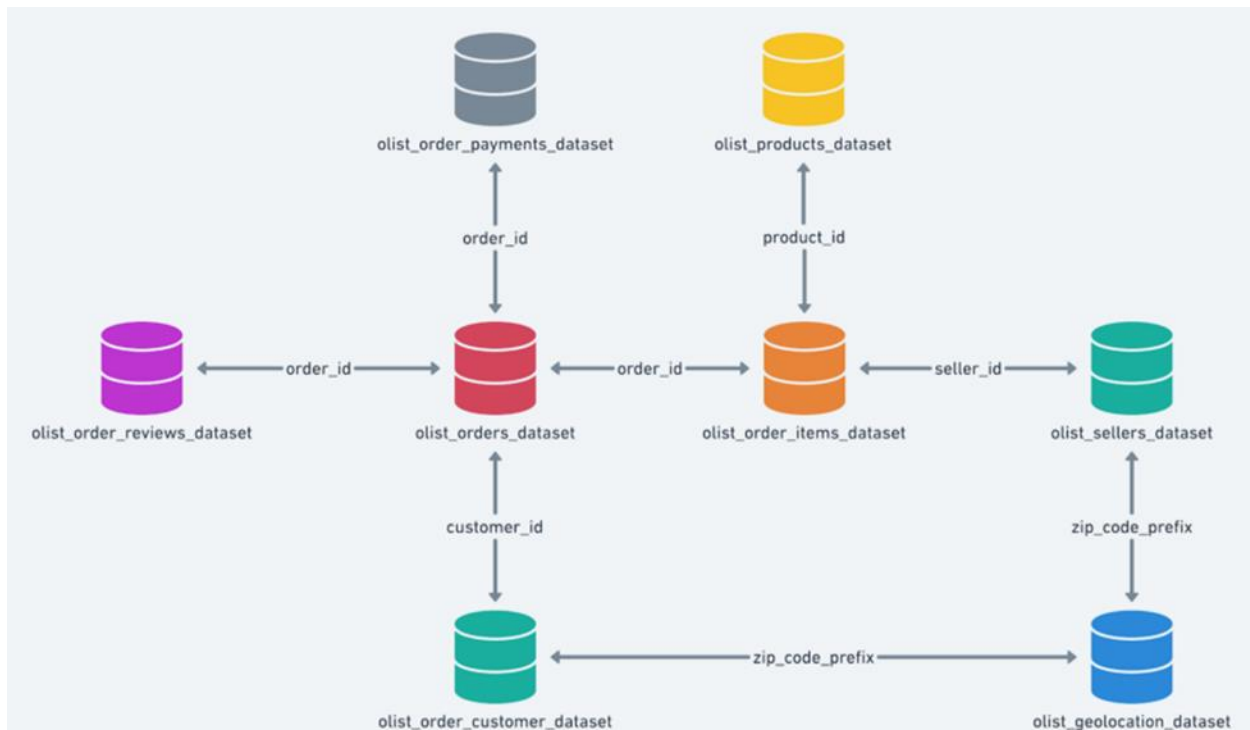 olist_order_payments_dataset
olist_products_dataset
order_id
product_id
order_id
order_id
seller_id
olist_order_reviews_dataset
olist_orders_dataset
olist_order_items_dataset
olist_sellers_dataset
customer_id
zip_code_prefix
zip_code_prefix
olist_order_customer_dataset
olist_geolocation_dataset